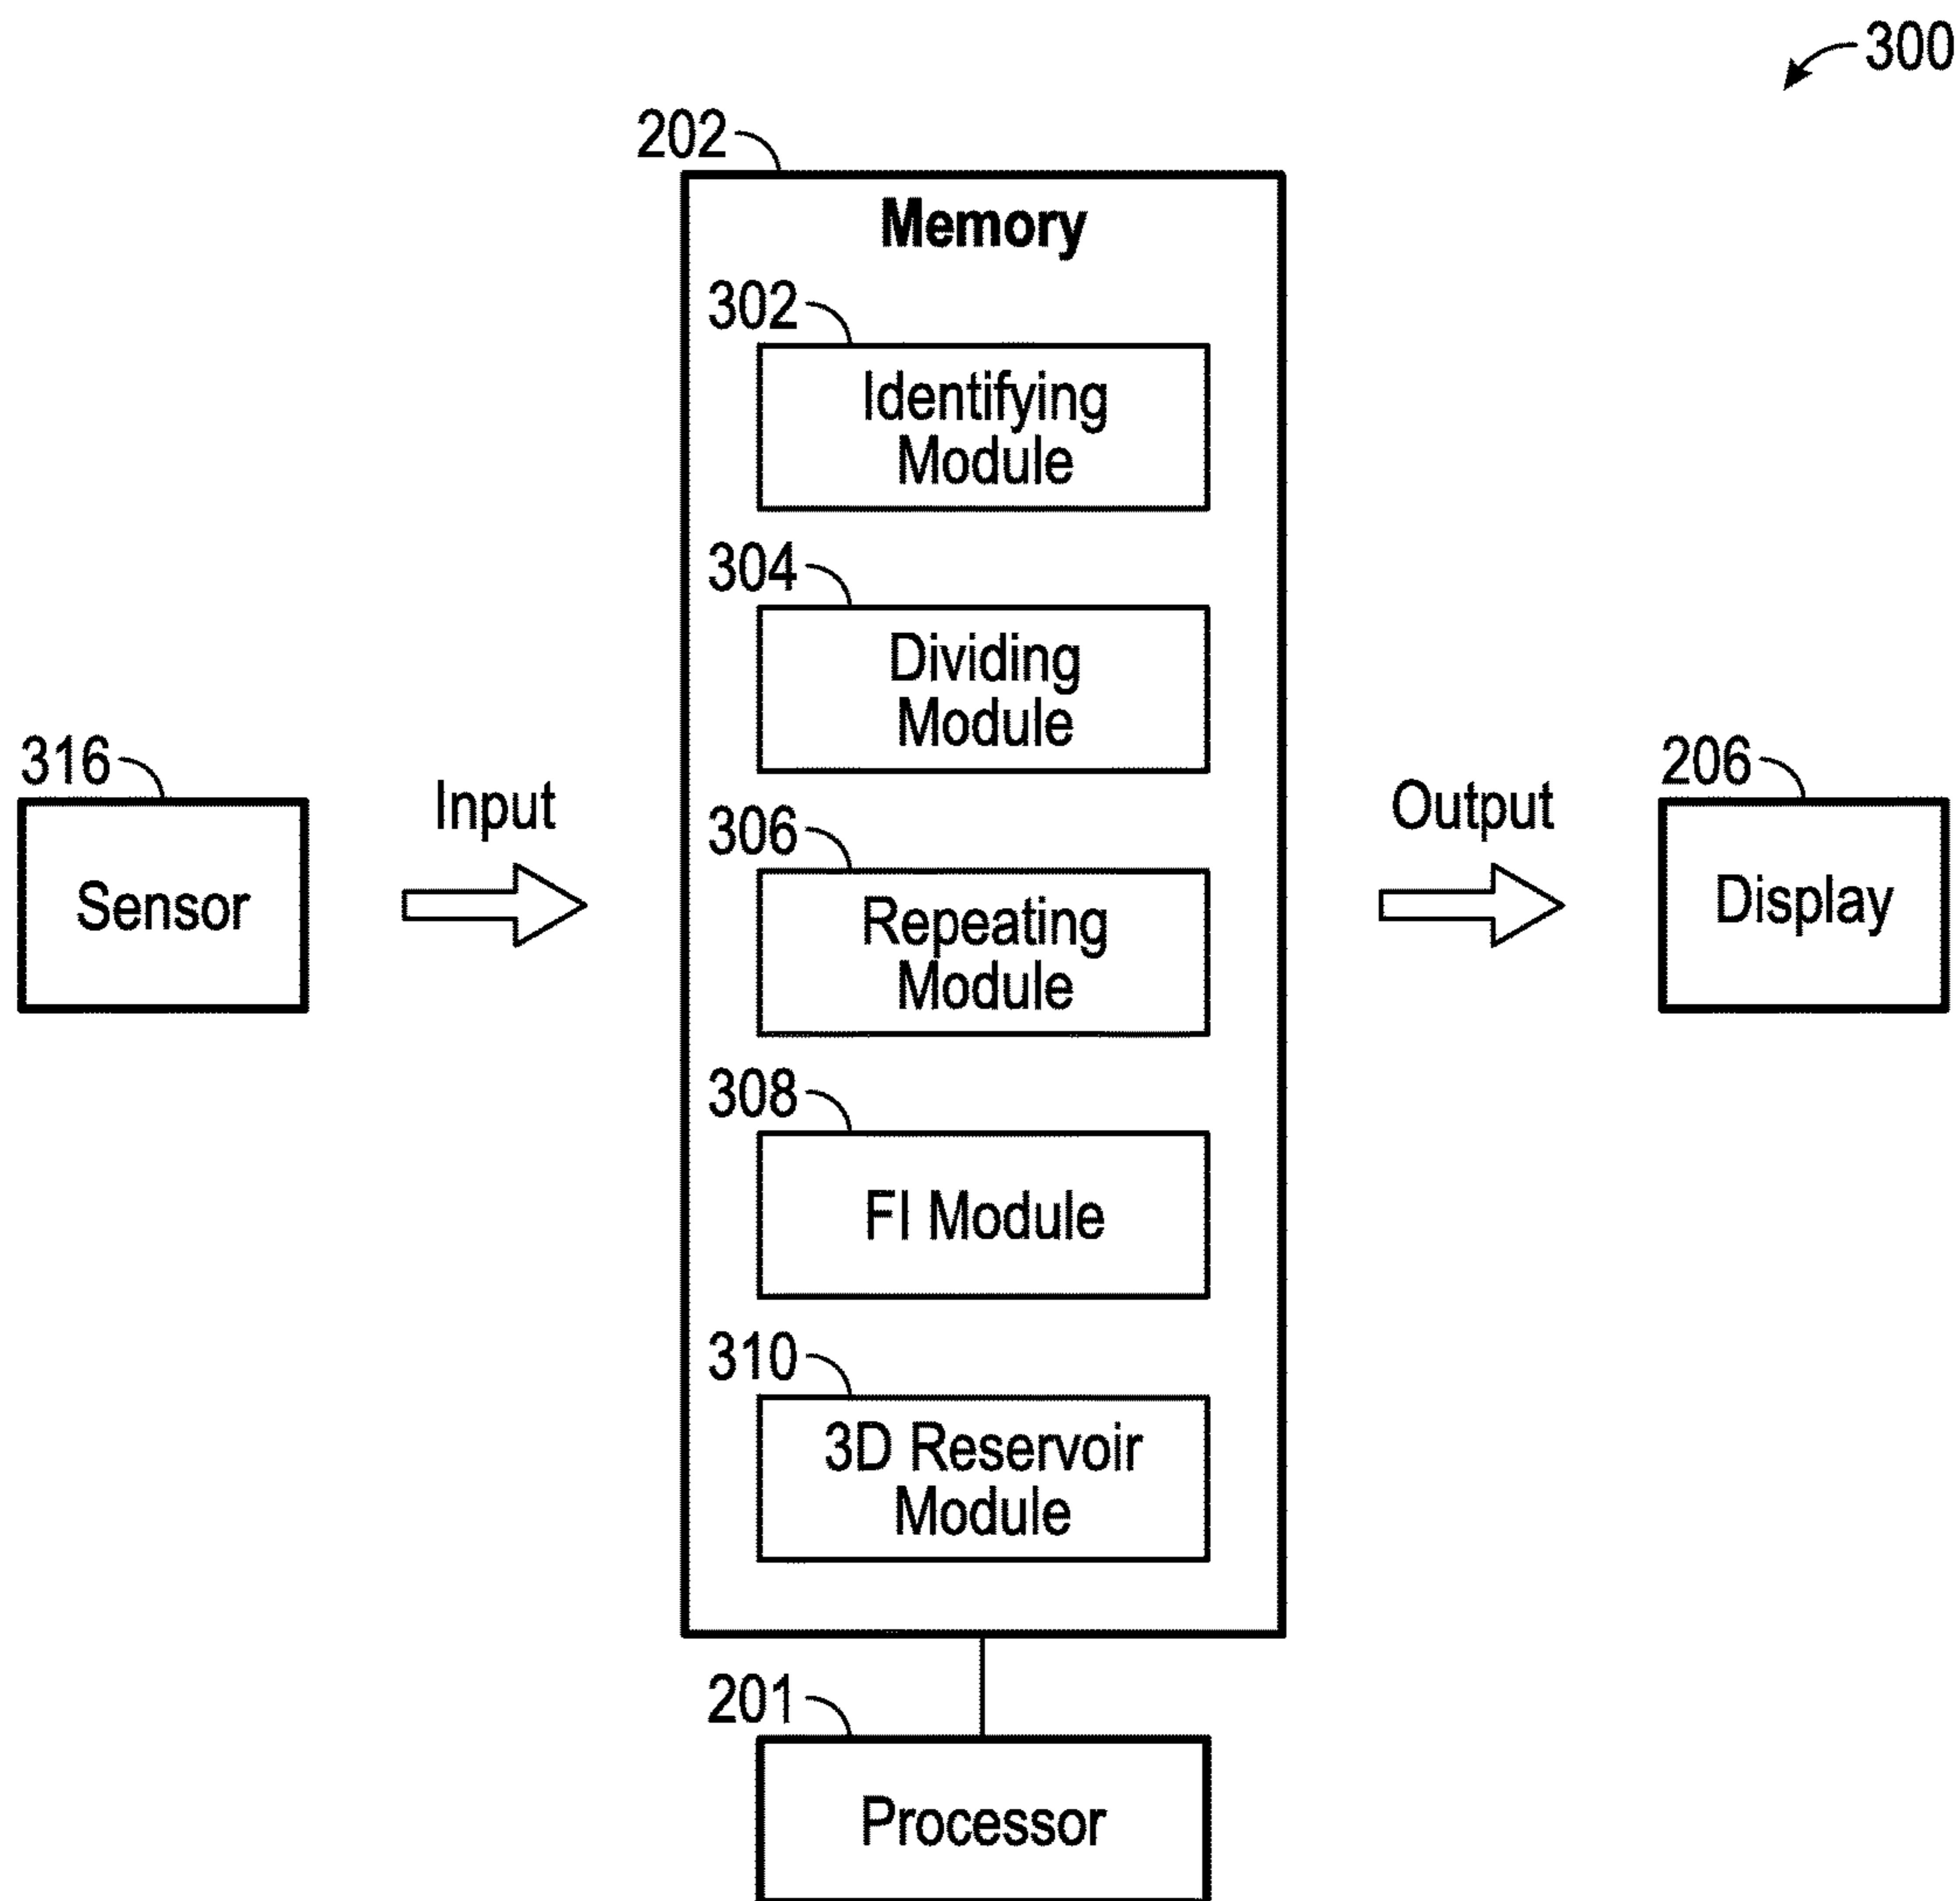 300
202
Memory
302
Identifying
Module
304
Dividing
Module
316
Sensor
Input
306
Repeating
Module
Output
206
Display
308
FI Module
310
3D Reservoir
Module
201
Processor